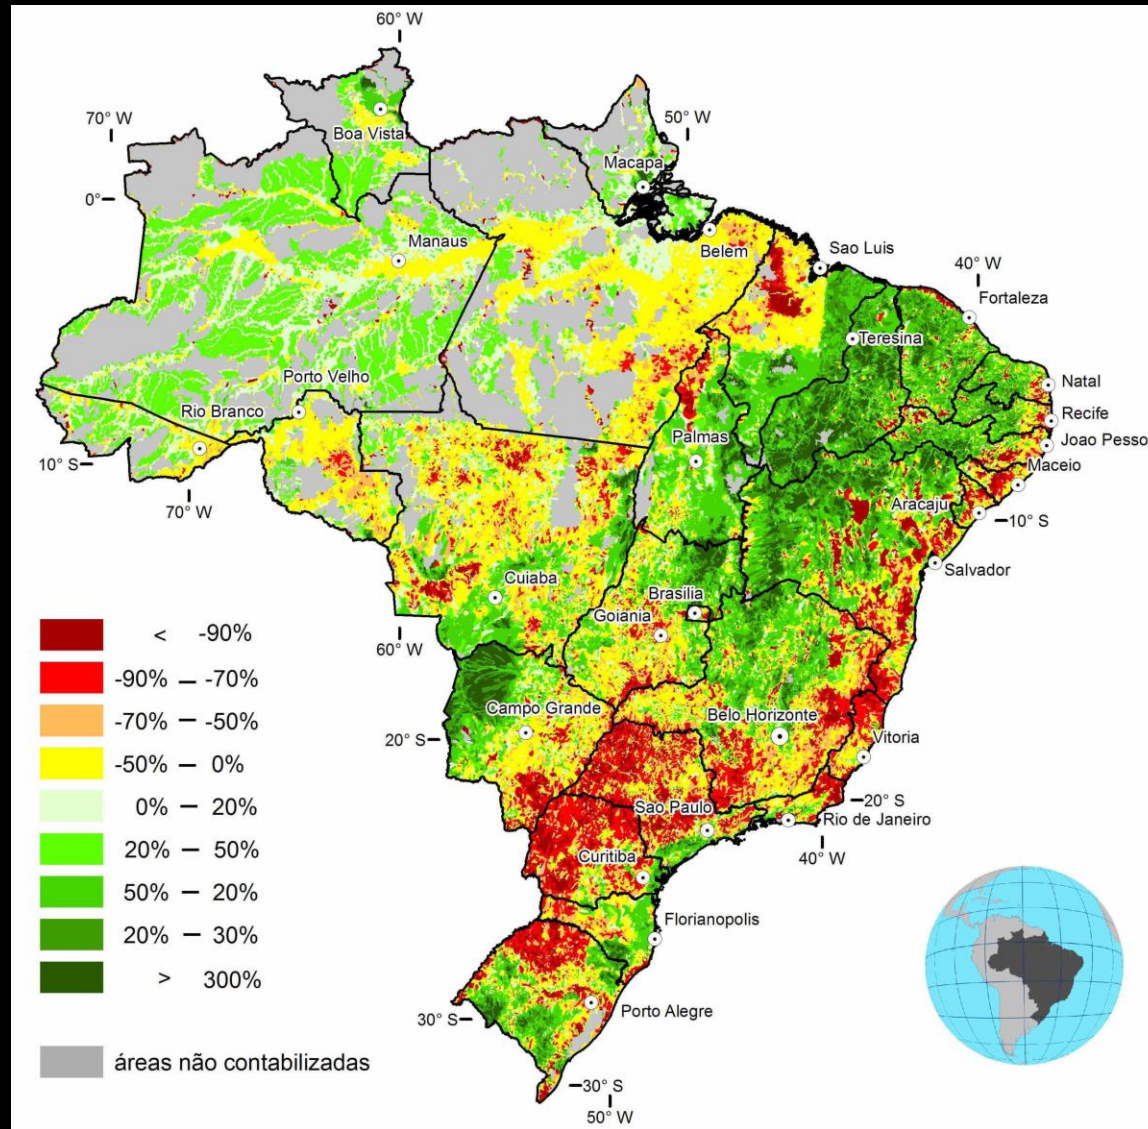 60° W
70° W
50° W
Boa Vista
Macapa
0°
Manaus
Belem
Sao Luis
40° W
Fortaleza
Teresina
Porto Velho
Natal
Rio Branco
Recife
Palmas
Joao Pesso
10° S
Maceio
70° W
Aracaju
10° S
Salvador
Cuiaba
Brasilia
Goiania
60° W
Campo Grande
Belo Horizonte
20° S
Vitoria
20° S
Sao Paulo
Rio de Janeiro
40° W
Curitiba
Florianopolis
Porto Alegre
30° S
30° S
50° W
< -90%
-90% – -70%
-70% – -50%
-50% – 0%
0% – 20%
20% – 50%
50% – 20%
20% – 30%
> 300%
áreas não contabilizadas